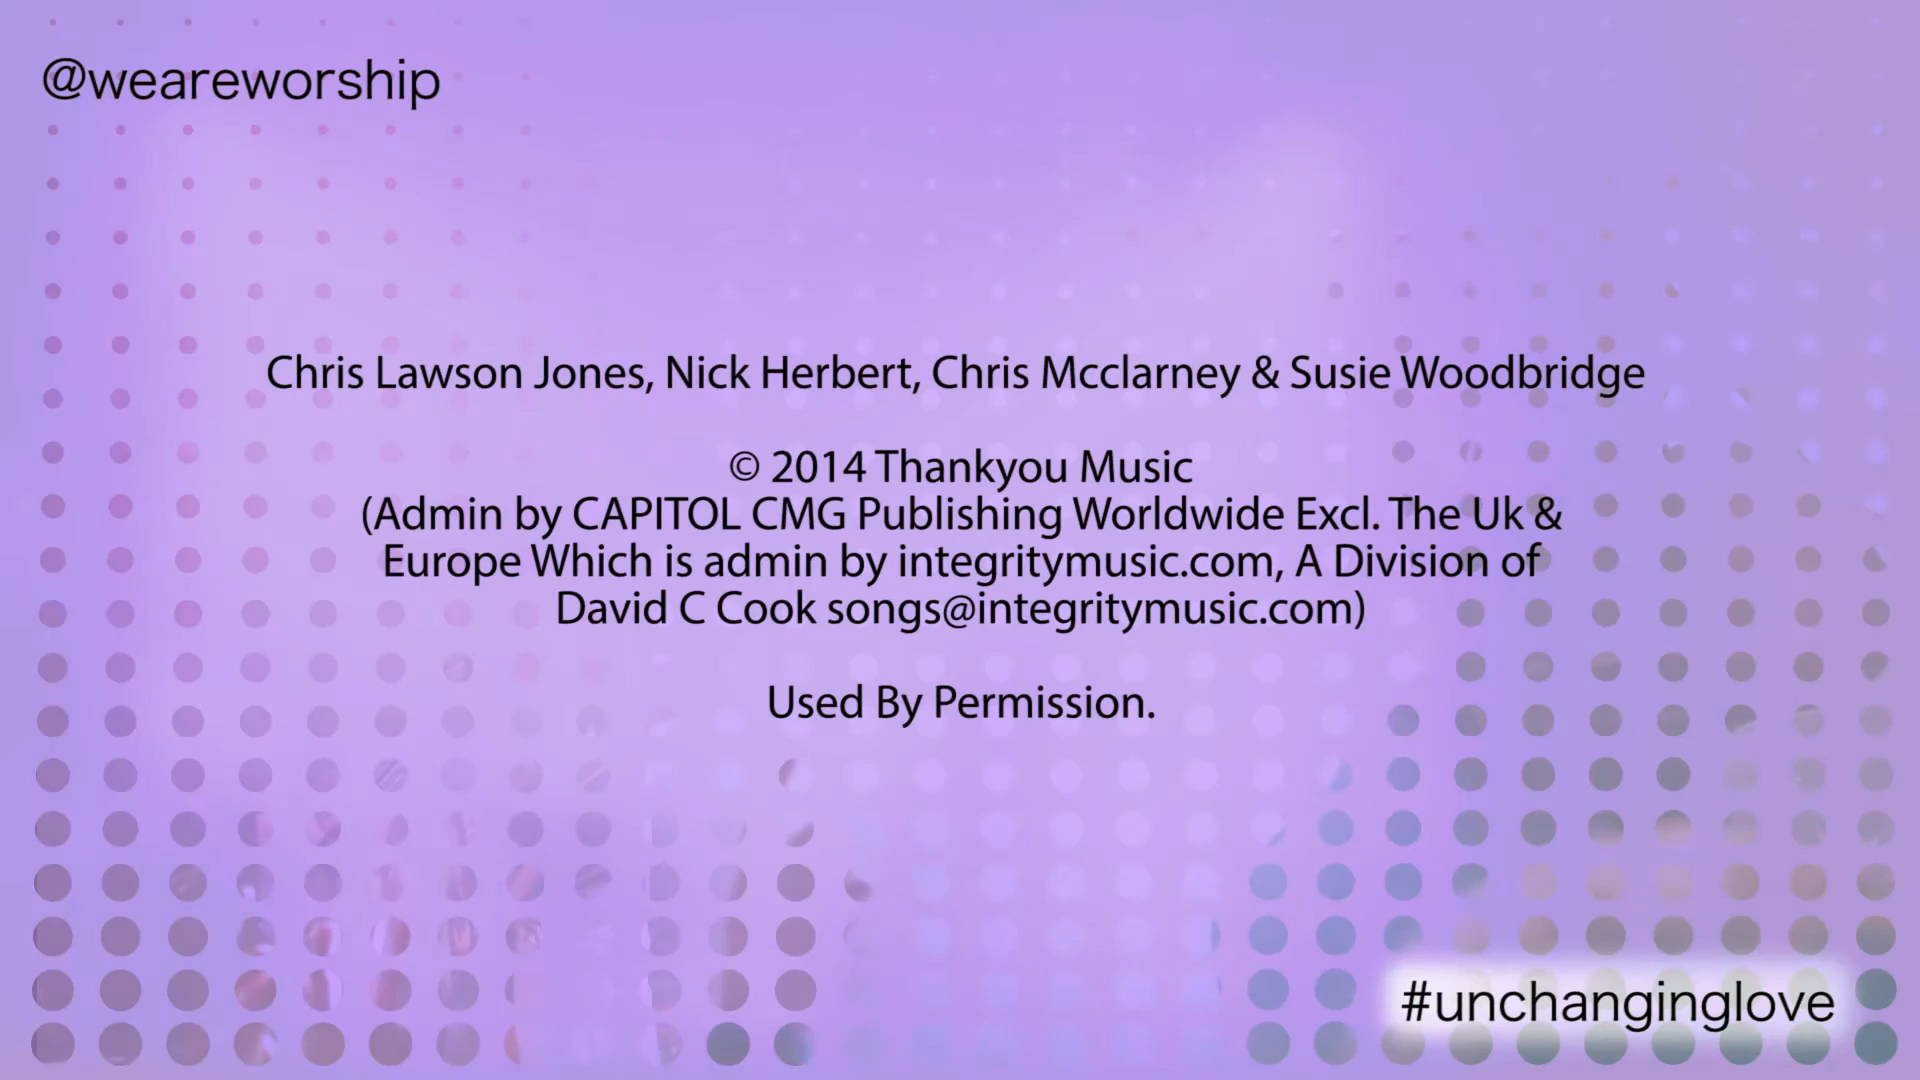 @weareworship
Chris Lawson Jones, Nick Herbert, Chris Mcclarney & Susie Woodbridge
© 2014 Thankyou Music
(Admin by CAPITOL CMG Publishing Worldwide Excl. The Uk &
Europe Which is admin by integritymusic.com, A Division of
David C Cook songs@integritymusic.com)
Used By Permission.
#unchanginglove